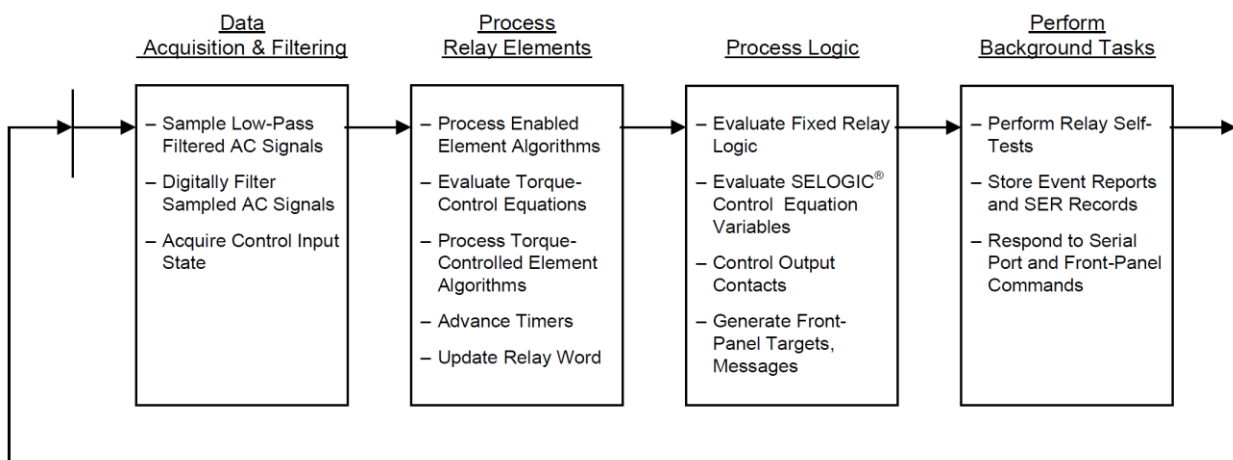 Data
Acquisition & Filtering
– Sample Low-Pass
Filtered AC Signals
– Digitally Filter
Sampled AC Signals
– Acquire Control Input
State
Process
Relay Elements
– Process Enabled
Element Algorithms
– Evaluate Torque-
Control Equations
– Process Torque-
Controlled Element
Algorithms
– Advance Timers
– Update Relay Word
Process Logic
– Evaluate Fixed Relay
Logic
– Evaluate SELOGIC®
Control Equation
Variables
– Control Output
Contacts
– Generate Front-
Panel Targets,
Messages
Perform
Background Tasks
– Perform Relay Self-
Tests
– Store Event Reports
and SER Records
– Respond to Serial
Port and Front-Panel
Commands